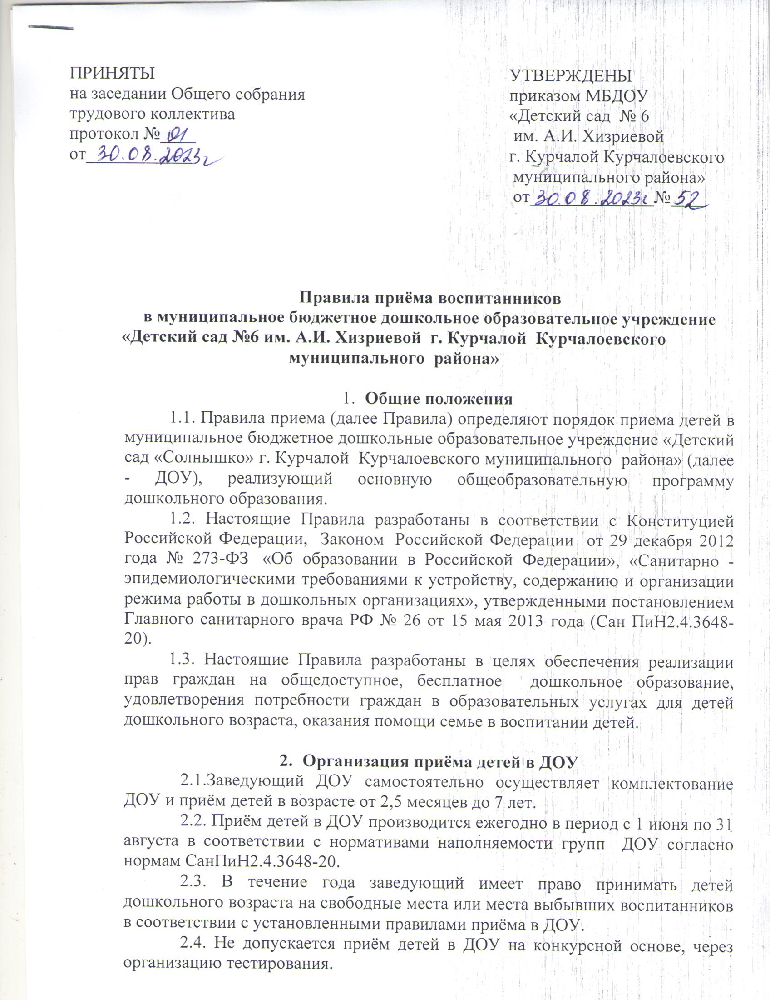 ПРИНЯТЫ
на заседании Общего собрания
трудового коллектива
протокол № 01
от 30.08.2023г
УТВЕРЖДЕНЫ
приказом МБДОУ
«Детский сад № 6
им. А.И. Хизриевой
г. Курчалой Курчалоевского
муниципального района»
от 30.08.2023г № 52
Правила приёма воспитанников
в муниципальное бюджетное дошкольное образовательное учреждение
«Детский сад №6 им. А.И. Хизриевой г. Курчалой Курчалоевского
муниципального района»
1. Общие положения
1.1. Правила приема (далее Правила) определяют порядок приема детей в
муниципальное бюджетное дошкольные образовательное учреждение «Детский
сад «Солнышко» г. Курчалой Курчалоевского муниципального района» (далее
- ДОУ), реализующий основную общеобразовательную программу
дошкольного образования.
1.2. Настоящие Правила разработаны в соответствии с Конституцией
Российской Федерации, Законом Российской Федерации от 29 декабря 2012
года № 273-ФЗ «Об образовании в Российской Федерации», «Санитарно -
эпидемиологическими требованиями к устройству, содержанию и организации
режима работы в дошкольных организациях», утвержденными постановлением
Главного санитарного врача РФ № 26 от 15 мая 2013 года (Сан ПиН2.4.3648-
20).
1.3. Настоящие Правила разработаны в целях обеспечения реализации
прав граждан на общедоступное, бесплатное дошкольное образование,
удовлетворения потребности граждан в образовательных услугах для детей
дошкольного возраста, оказания помощи семье в воспитании детей.
2. Организация приёма детей в ДОУ
2.1.Заведующий ДОУ самостоятельно осуществляет комплектование
ДОУ и приём детей в возрасте от 2,5 месяцев до 7 лет.
2.2. Приём детей в ДОУ производится ежегодно в период с 1 июня по 31
августа в соответствии с нормативами наполняемости групп ДОУ согласно
нормам СанПиН2.4.3648-20.
2.3. В течение года заведующий имеет право принимать детей
дошкольного возраста на свободные места или места выбывших воспитанников
в соответствии с установленными правилами приёма в ДОУ.
2.4. Не допускается приём детей в ДОУ на конкурсной основе, через
организацию тестирования.